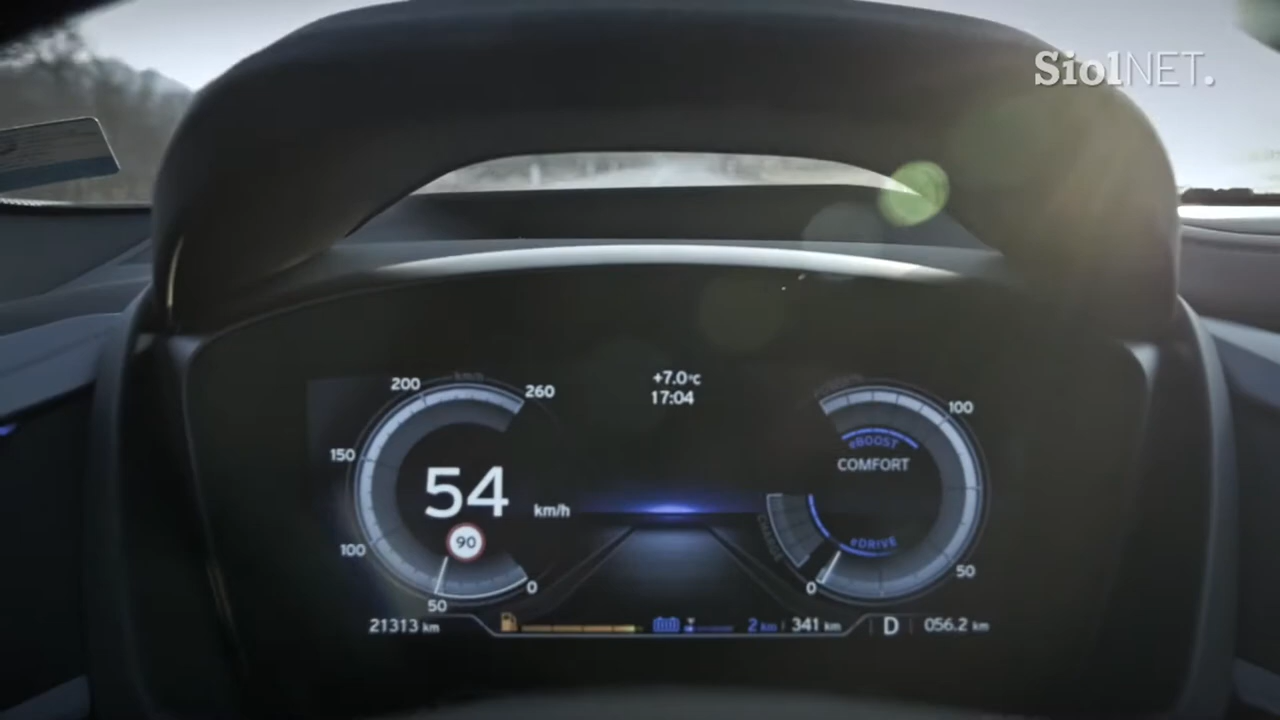 SiolNET.
200
260
+7.0°C
17:04
100
eBOOST
COMFORT
150
54 km/h
90
100
CHARGE
eDRIVE
0
50
0
50
21313 km
2 km
341 km
D
056.2 km